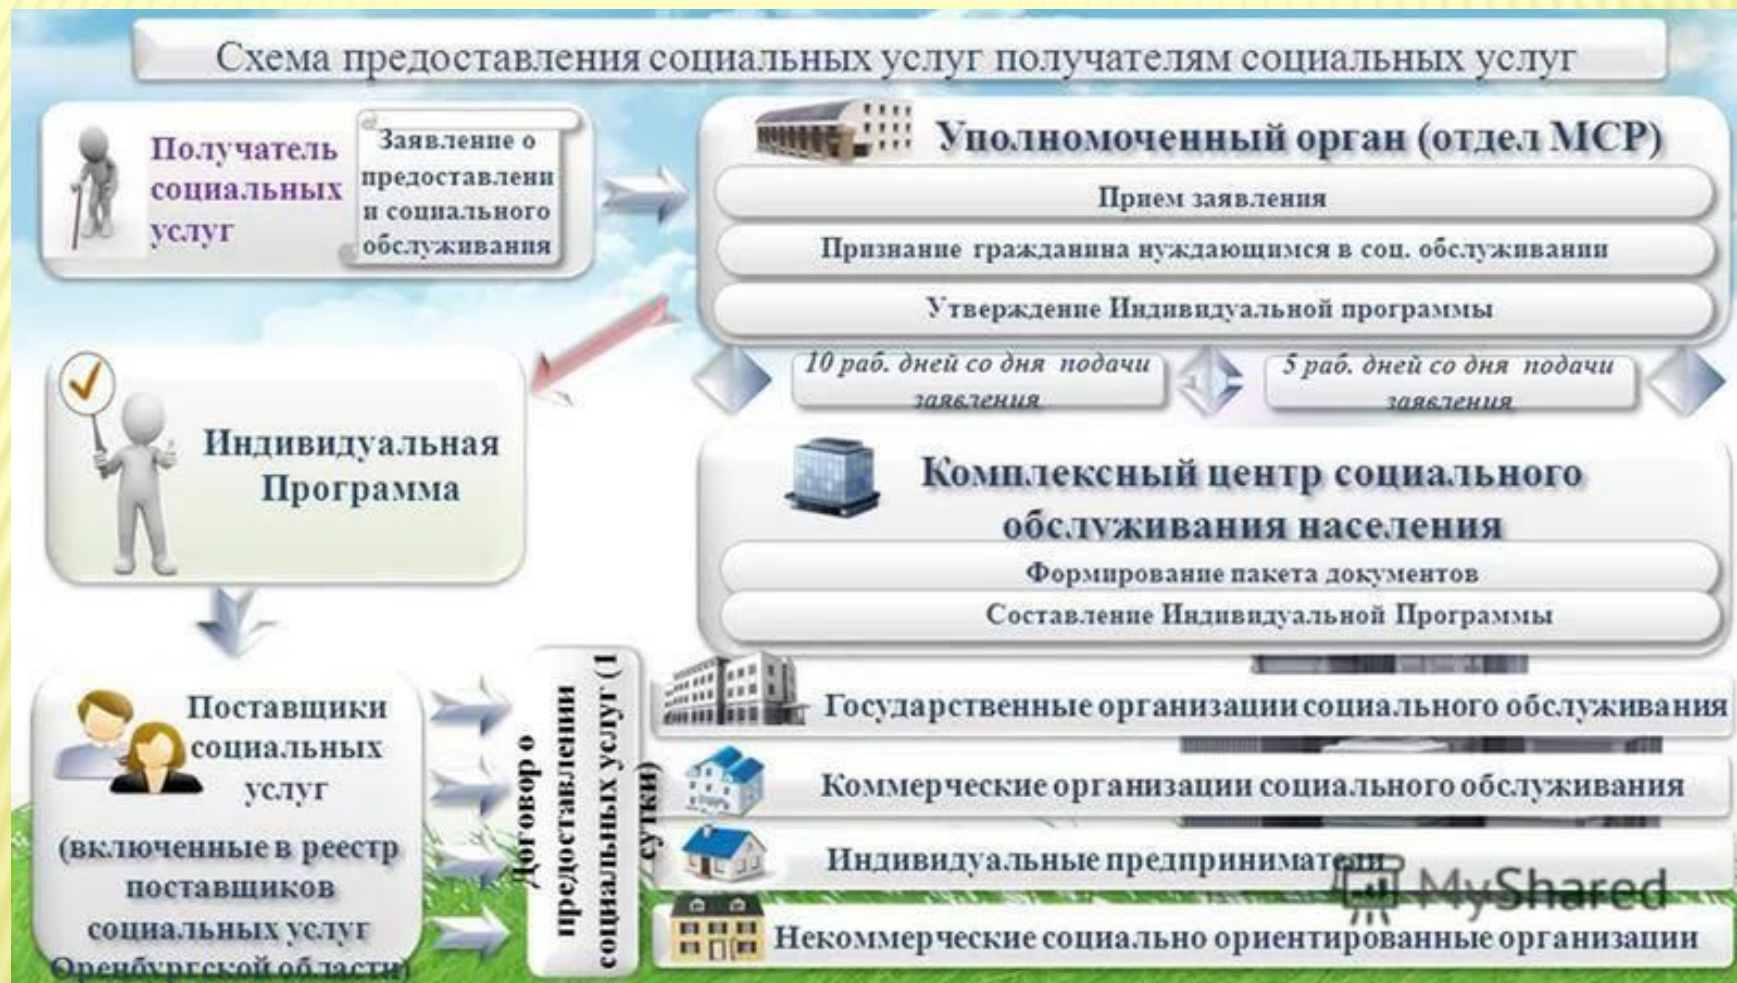 Схема предоставления социальных услуг получателям социальных услуг
Получатель
социальных
услуг
Заявление о
предоставлени
и социального
обслуживания
Уполномоченный орган (отдел МСР)
Прием заявления
Признание гражданина нуждающимся в соц. обслуживании
Утверждение Индивидуальной программы
10 раб. дней со дня подачи
заявления
5 раб. дней со дня подачи
заявления
Индивидуальная
Программа
Комплексный центр социального
обслуживания населения
Формирование пакета документов
Составление Индивидуальной Программы
Поставщики
социальных
услуг
(включенные в реестр
поставщиков
социальных услуг
Оренбургской области)
Договор о
предоставлении
социальных услуг (1
сутки)
Государственные организации социального обслуживания
Коммерческие организации социального обслуживания
Индивидуальные предприниматели
Некоммерческие социально ориентированные организации
MyShared